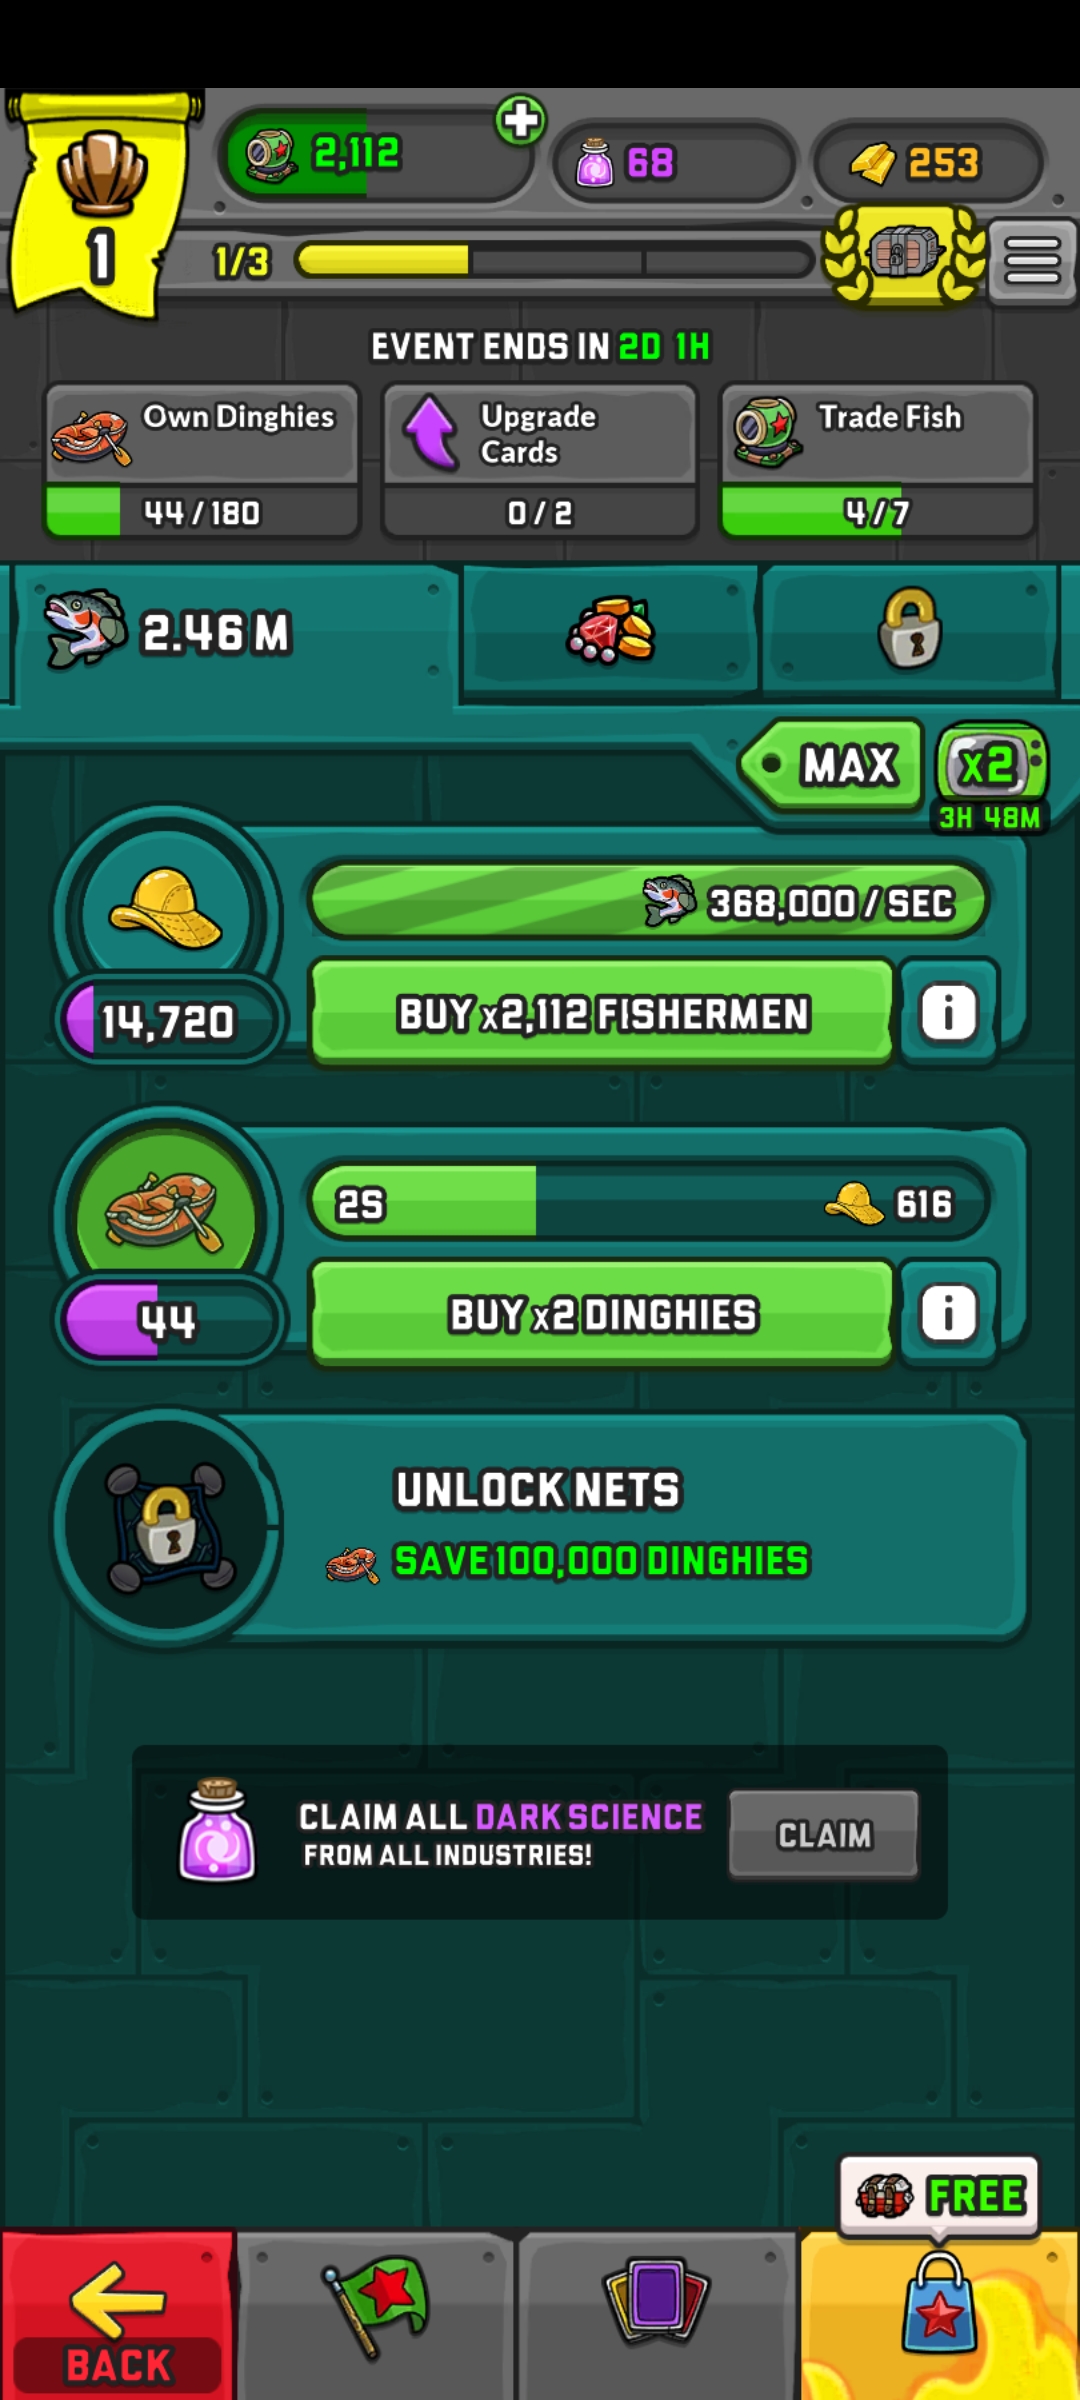 2,112
68
253
1
1/3
EVENT ENDS IN 2D 1H
Own Dinghies
44/180
Upgrade
Cards
0/2
Trade Fish
4/7
2.46 M
MAX
x2
3H 48M
368,000/SEC
14,720
BUY x2,112 FISHERMEN
i
2S
616
44
BUY x2 DINGHIES
i
UNLOCK NETS
SAVE 100,000 DINGHIES
CLAIM ALL DARK SCIENCE
FROM ALL INDUSTRIES!
CLAIM
FREE
BACK